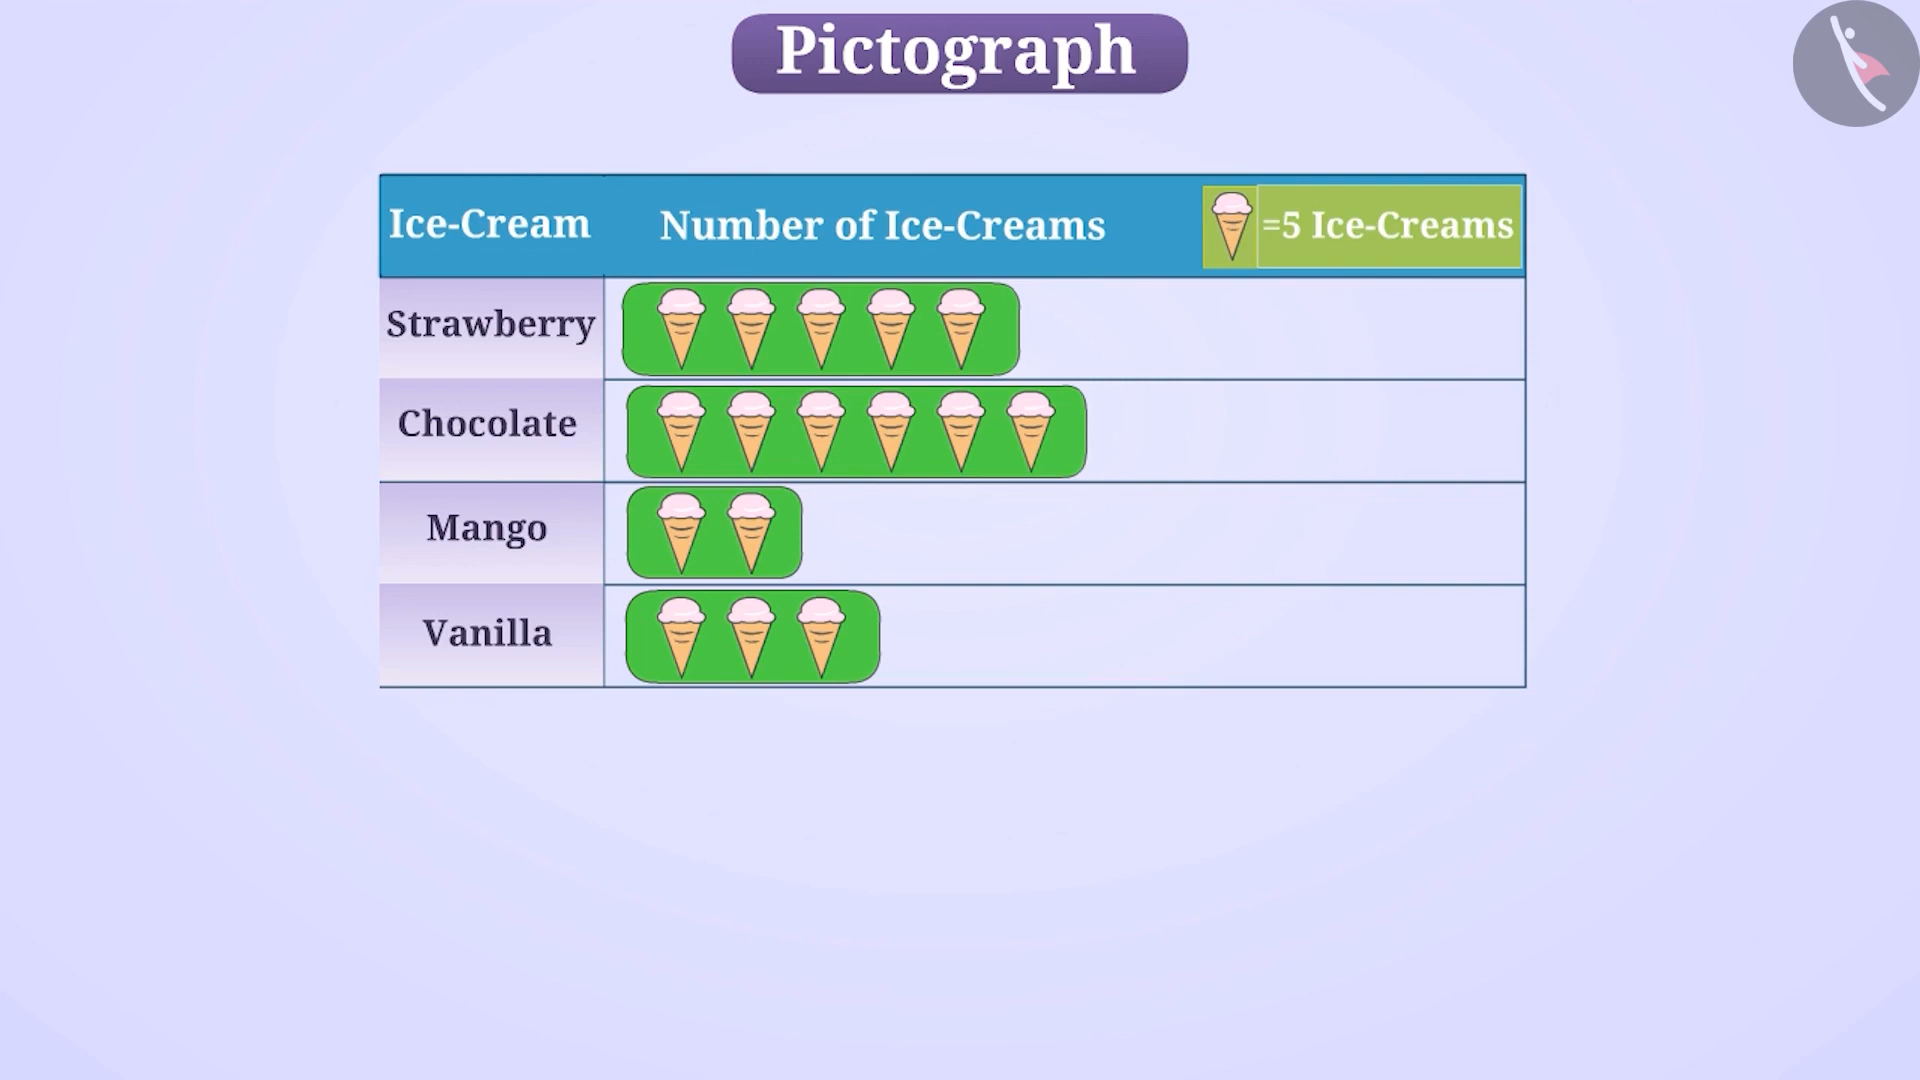 Pictograph
Ice-Cream Number of Ice-Creams =5 Ice-Creams
Strawberry
Chocolate
Mango
Vanilla